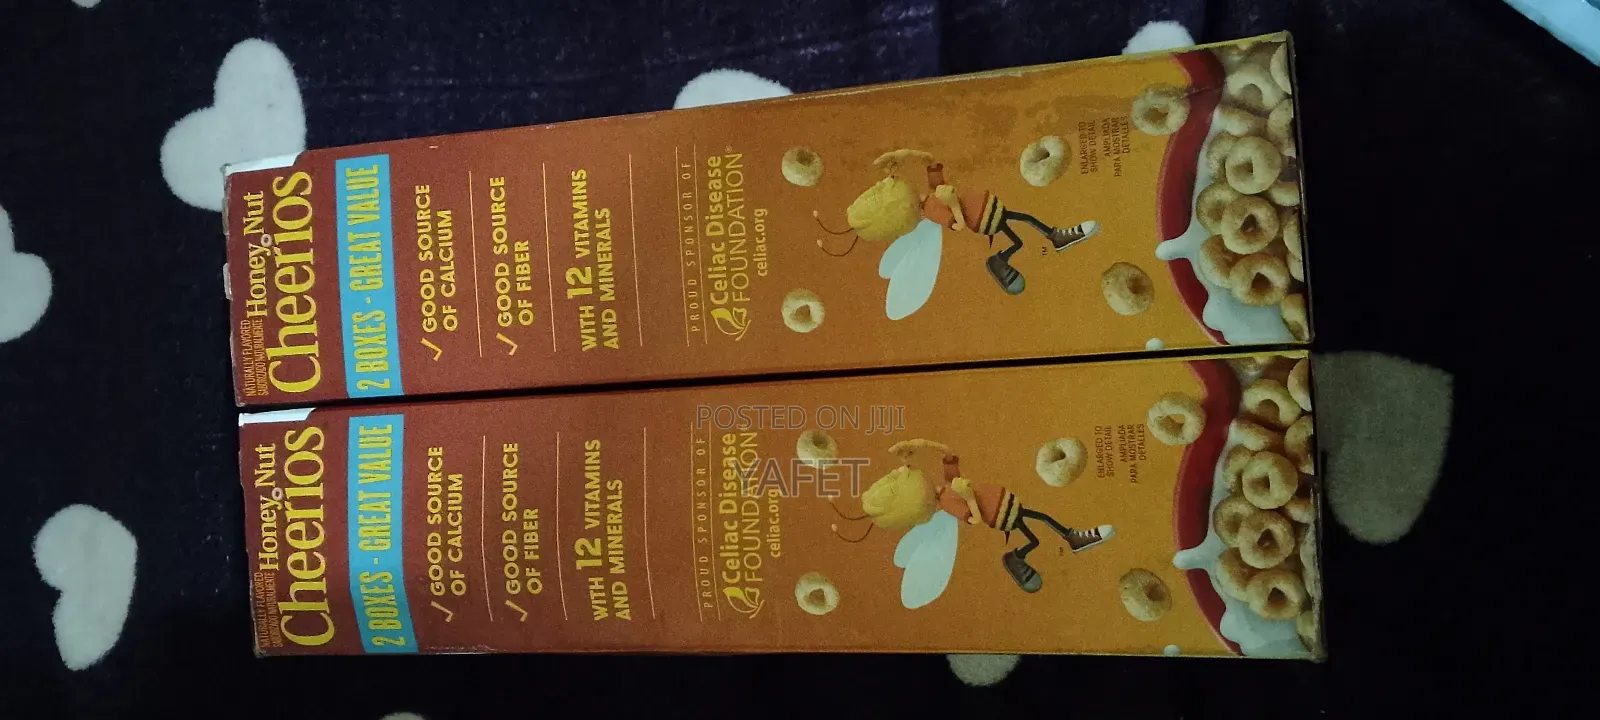 NATURALLY FLAVORED
SABORIZADO NATURALMENTE
Honey Nut
Cheerios
2 BOXES - GREAT VALUE
✓ GOOD SOURCE
OF CALCIUM
✓ GOOD SOURCE
OF FIBER
WITH 12 VITAMINS
AND MINERALS
PROUD SPONSOR OF
Celiac Disease
FOUNDATION®
celiac.org
TM
ENLARGED TO
SHOW DETAIL
AMPLIADA
PARA MOSTRAR
DETALLES
NATURALLY FLAVORED
SABORIZADO NATURALMENTE
Honey Nut
Cheerios
2 BOXES - GREAT VALUE
✓ GOOD SOURCE
OF CALCIUM
✓ GOOD SOURCE
OF FIBER
WITH 12 VITAMINS
AND MINERALS
PROUD SPONSOR OF
Celiac Disease
FOUNDATION®
celiac.org
TM
ENLARGED TO
SHOW DETAIL
AMPLIADA
PARA MOSTRAR
DETALLES
POSTED ON JIJI
YAFET